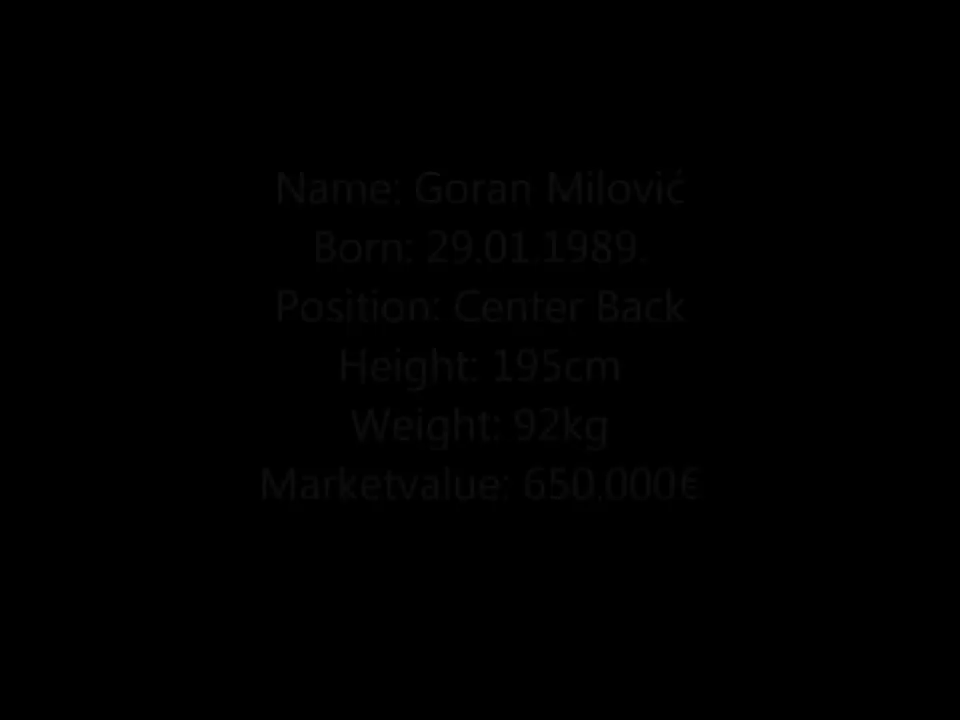 Name: Goran Milović
Born: 29.01.1989.
Position: Center Back
Height: 195cm
Weight: 92kg
Marketvalue: 650.000€